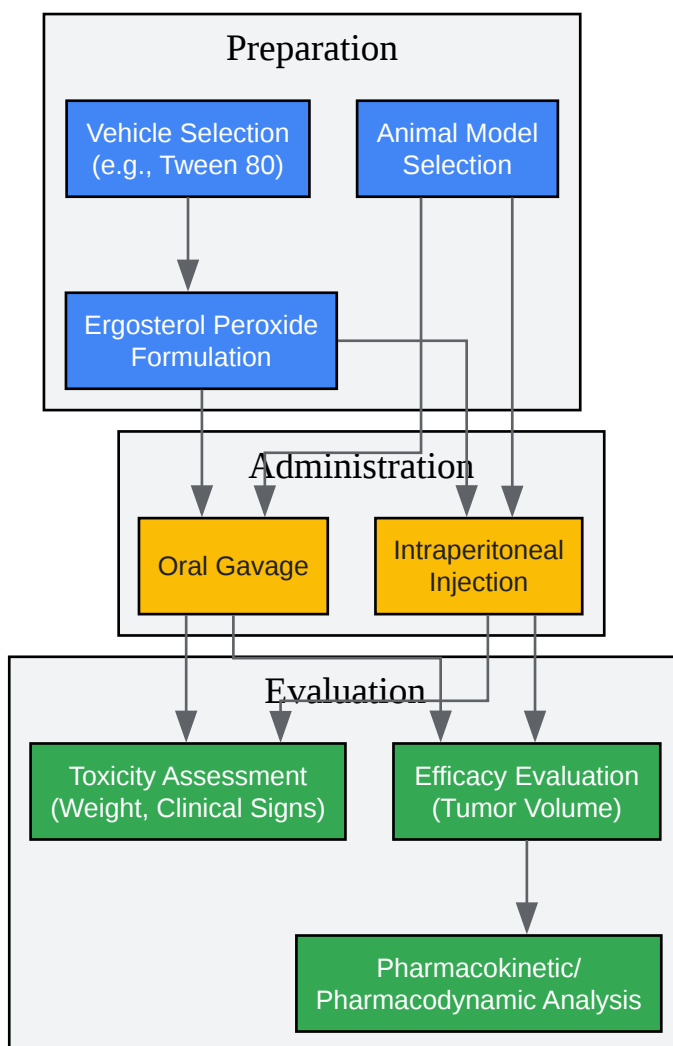 Preparation
Vehicle Selection
(e.g., Tween 80)
Animal Model
Selection
Ergosterol Peroxide
Formulation
Administration
Oral Gavage
Intraperitoneal
Injection
Evaluation
Toxicity Assessment
(Weight, Clinical Signs)
Efficacy Evaluation
(Tumor Volume)
Pharmacokinetic/
Pharmacodynamic Analysis